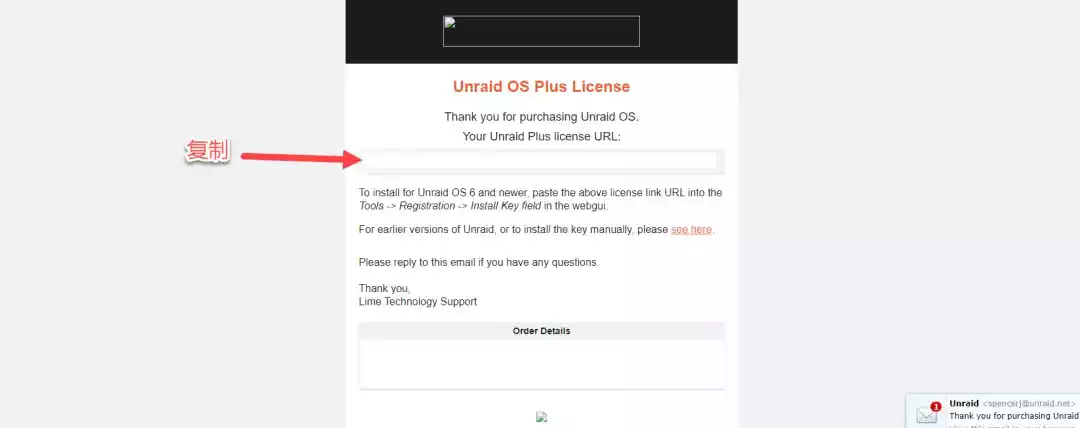 Unraid OS Plus License
Thank you for purchasing Unraid OS.
Your Unraid Plus license URL:
复制
To install for Unraid OS 6 and newer, paste the above license link URL into the
Tools -> Registration -> Install Key field in the webgui.
For earlier versions of Unraid, or to install the key manually, please see here.
Please reply to this email if you have any questions.
Thank you,
Lime Technology Support
Order Details
1
Unraid <spencerj@unraid.net>
Thank you for purchasing Unraid